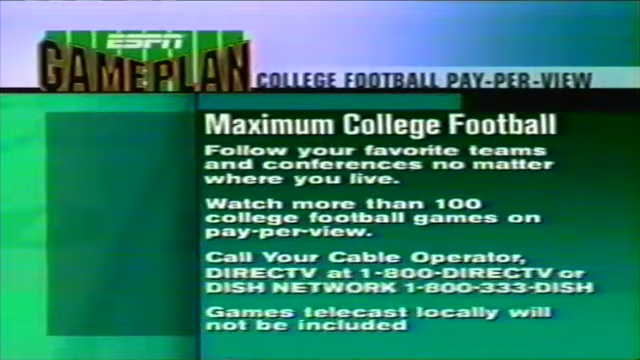 ESPN
GAMEPLAN
COLLEGE FOOTBALL PAY-PER-VIEW
Maximum College Football
Follow your favorite teams
and conferences no matter
where you live.
Watch more than 100
college football games on
pay-per-view.
Call Your Cable Operator,
DIRECTV at 1-800-DIRECTV or
DISH NETWORK 1-800-333-DISH
Games telecast locally will
not be included